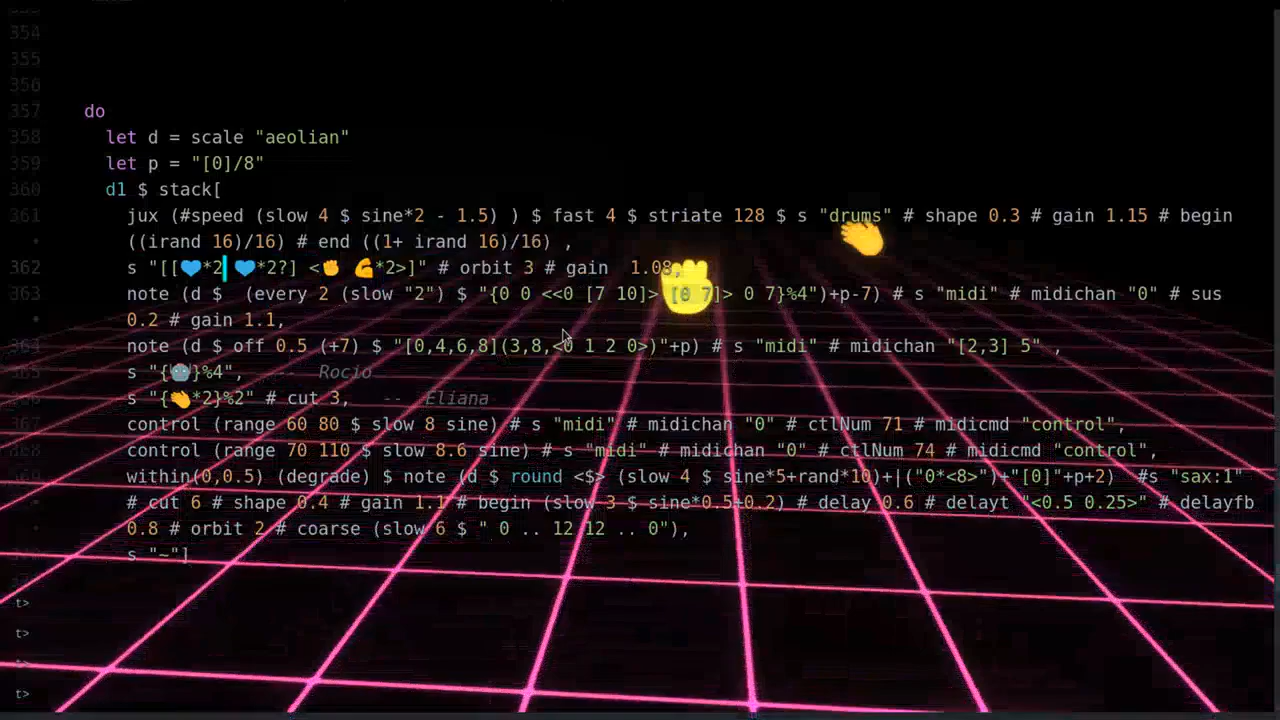 354
355
356
357 do
358 let d = scale "aeolian"
359 let p = "[0]/8"
360 d1 $ stack[
361 jux (#speed (slow 4 $ sine*2 - 1.5) ) $ fast 4 $ striate 128 $ s "drums" # shape 0.3 # gain 1.15 # begin
((irand 16)/16) # end ((1+ irand 16)/16) ,
362 s "[[💙*2 💙*2?] <✊ 💪*2>]" # orbit 3 # gain  1.08,
363 note (d $  (every 2 (slow "2") $ "{0 0 <<0 [7 10]> [0 7]> 0 7}%4")+p-7) # s "midi" # midichan "0" # sus
0.2 # gain 1.1,
364 note (d $ off 0.5 (+7) $ "[0,4,6,8](3,8,<0 1 2 0>)"+p) # s "midi" # midichan "[2,3] 5" ,
365 s "{}%4", -- Rocio
366 s "{👏*2}%2" # cut 3, -- Eliana
367 control (range 60 80 $ slow 8 sine) # s "midi" # midichan "0" # ctlNum 71 # midicmd "control",
368 control (range 70 110 $ slow 8.6 sine) # s "midi" # midichan "0" # ctlNum 74 # midicmd "control",
369 within(0,0.5) (degrade) $ note (d $ round <$> (slow 4 $ sine*5+rand*10)+|("0*<8>")+"[0]"+p+2)  #s "sax:1"
# cut 6 # shape 0.4 # gain 1.1 # begin (slow 3 $ sine*0.5+0.2) # delay 0.6 # delayt "<0.5 0.25>" # delayfb
0.8 # orbit 2 # coarse (slow 6 $ " 0 .. 12 12 .. 0"),
s "~"]
t>
t>
t>
t>